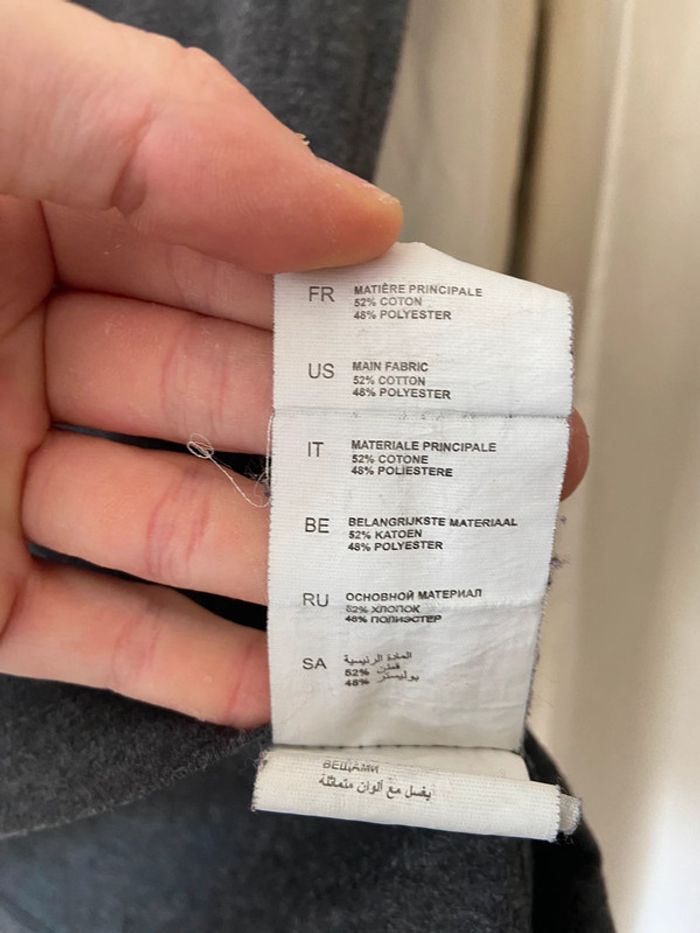 FR
MATIÈRE PRINCIPALE
52% COTON
48% POLYESTER
US
MAIN FABRIC
52% COTTON
48% POLYESTER
IT
MATERIALE PRINCIPALE
52% COTONE
48% POLIESTERE
BE
BELANGRIJKSTE MATERIAAL
52% KATOEN
48% POLYESTER
RU
ОСНОВНОЙ МАТЕРИАЛ
52% ХЛОПОК
48% ПОЛИЭСТЕР
SA
المادة الرئيسية
52% قطن
48% بوليستر
ВЕЩАМИ
يغسل مع ألوان متماثلة